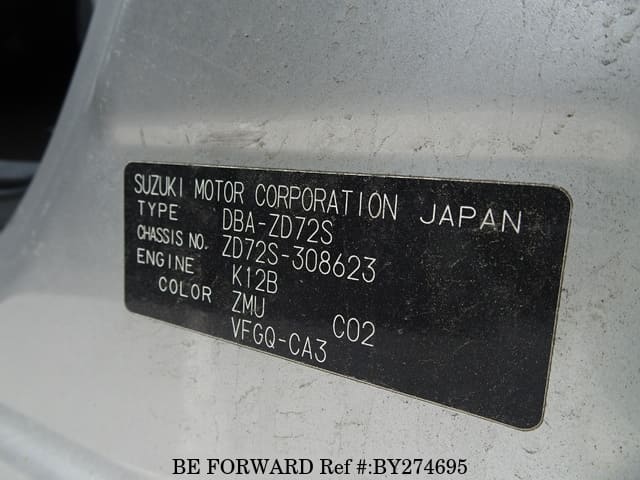 SUZUKI MOTOR CORPORATION JAPAN
TYPE DBA-ZD72S
CHASSIS NO. ZD72S-308623
ENGINE K12B
COLOR ZMU C02
VFGQ-CA3
BE FORWARD Ref #:BY274695